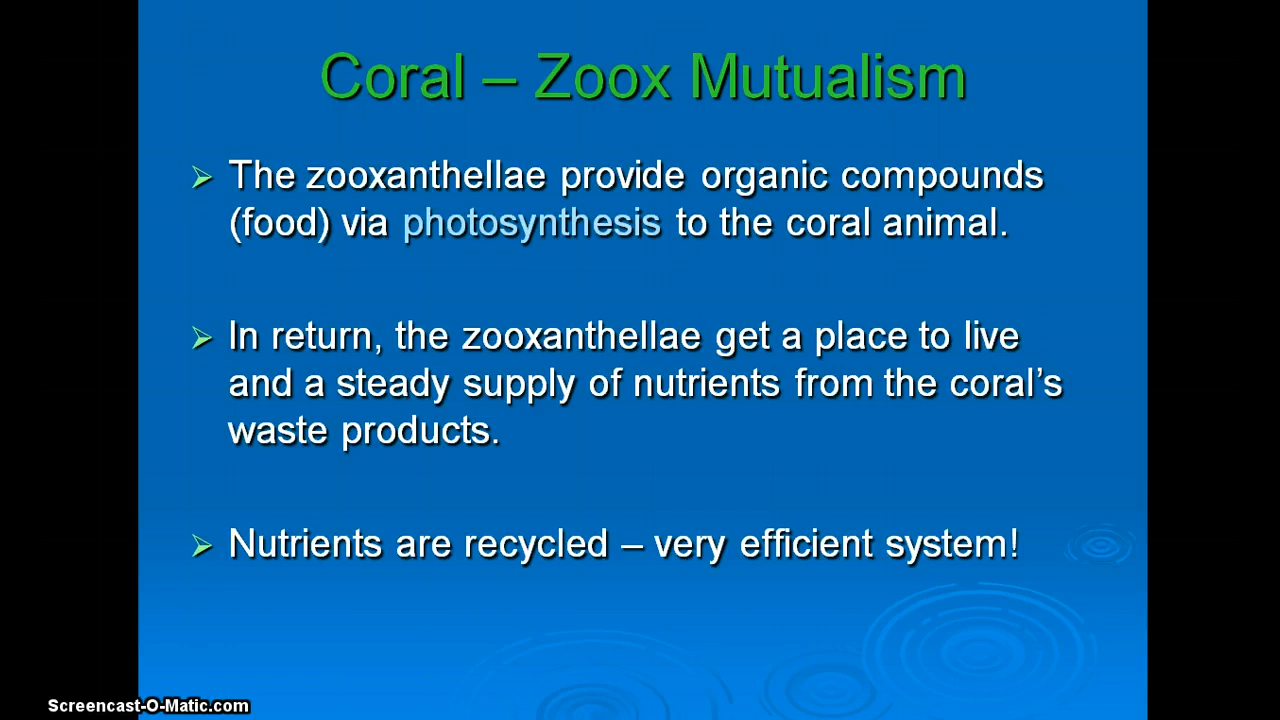 Coral – Zoox Mutualism
The zooxanthellae provide organic compounds
(food) via photosynthesis to the coral animal.
In return, the zooxanthellae get a place to live
and a steady supply of nutrients from the coral’s
waste products.
Nutrients are recycled – very efficient system!
Screencast-O-Matic.com